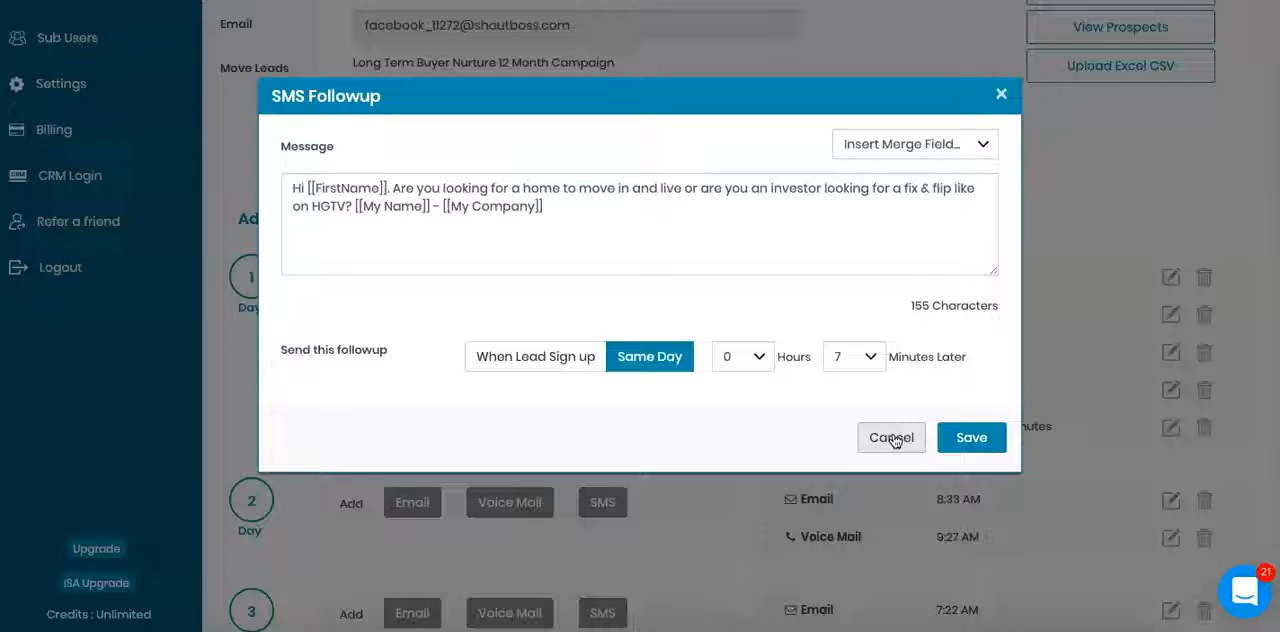 Sub Users
Settings
Billing
CRM
CRM Login
Refer a friend
Logout
Upgrade
iSA Upgrade
Credits : Unlimited
Email
facebook_11272@shoutboss.com
View Prospects
Upload Excel CSV
Move Leads
Long Term Buyer Nurture 12 Month Campaign
SMS Followup
×
Message
Insert Merge Field...
Hi [[FirstName]]. Are you looking for a home to move in and live or are you an investor looking for a fix & flip like
on HGTV? [[My Name]] - [[My Company]]
155 Characters
Send this followup
When Lead Sign up
Same Day
0
Hours
7
Minutes Later
Cancel
Save
Ad
1
Day
nutes
2
Day
Add
Email
Voice Mail
SMS
Email
8:33 AM
Voice Mail
9:27 AM
3
Add
Email
Voice Mail
SMS
Email
7:22 AM
21